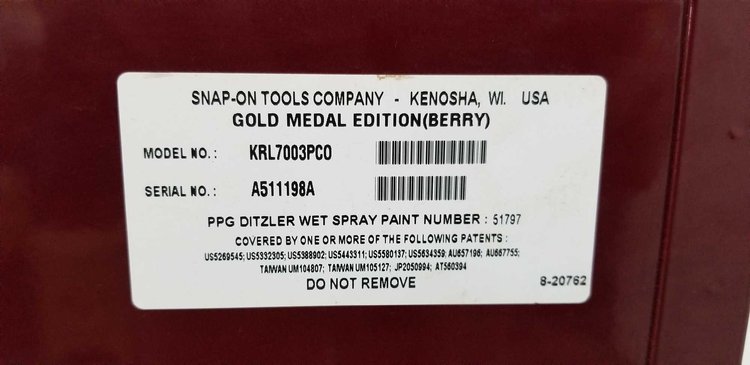 SNAP-ON TOOLS COMPANY - KENOSHA, WI. USA
GOLD MEDAL EDITION(BERRY)
MODEL NO. : KRL7003PCO
SERIAL NO. : A511198A
PPG DITZLER WET SPRAY PAINT NUMBER : 51797
COVERED BY ONE OR MORE OF THE FOLLOWING PATENTS :
US5269545; US5332305; US5388902; US5443311; US5580137; US5634359; AU657196; AU667755;
TAIWAN UM104807; TAIWAN UM105127; JP2050994; AT560394
DO NOT REMOVE
8-20762